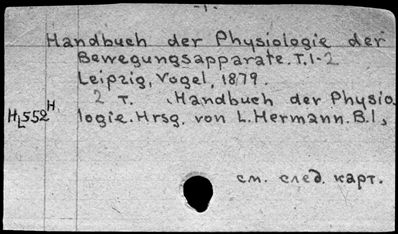 -1-
Handbuch der Physiologie der
Bewegungsapparate. T. 1-2
Leipzig, Vogel, 1879.
2 т. (Handbuch der Physio
logie. Hrsg. von L. Hermann. B. I,
HL552 H
см. след. карт.